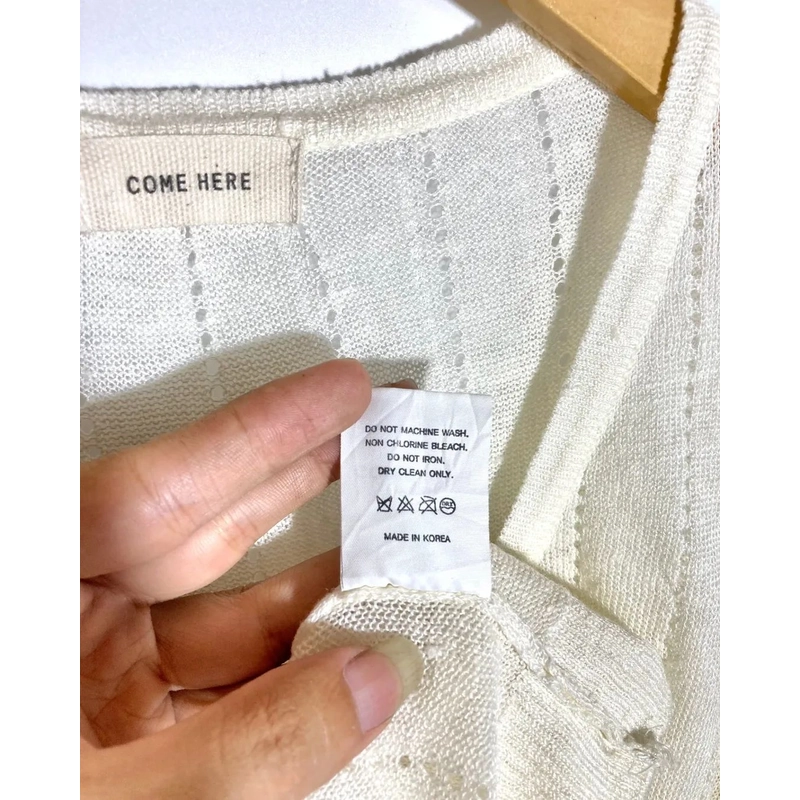 COME HERE
DO NOT MACHINE WASH.
NON CHLORINE BLEACH.
DO NOT IRON.
DRY CLEAN ONLY.
MADE IN KOREA